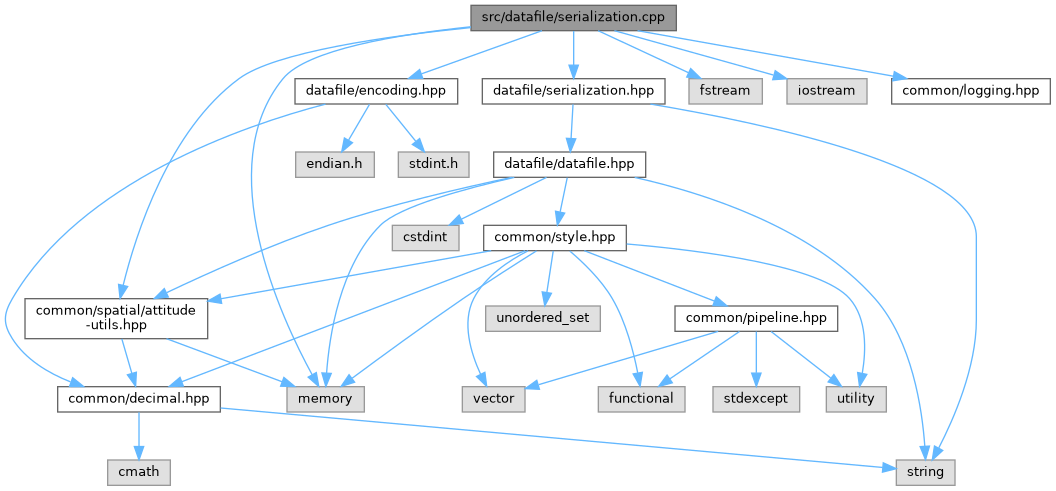 src/datafile/serialization.cpp
datafile/encoding.hpp
datafile/serialization.hpp
fstream
iostream
common/logging.hpp
endian.h
stdint.h
datafile/datafile.hpp
cstdint
common/style.hpp
common/spatial/attitude
-utils.hpp
unordered_set
common/pipeline.hpp
common/decimal.hpp
memory
vector
functional
stdexcept
utility
cmath
string